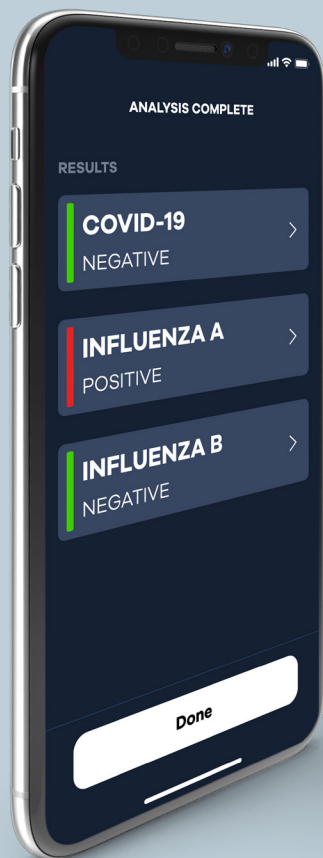 ANALYSIS COMPLETE
RESULTS
COVID-19
NEGATIVE
INFLUENZA A
POSITIVE
INFLUENZA B
NEGATIVE
Done